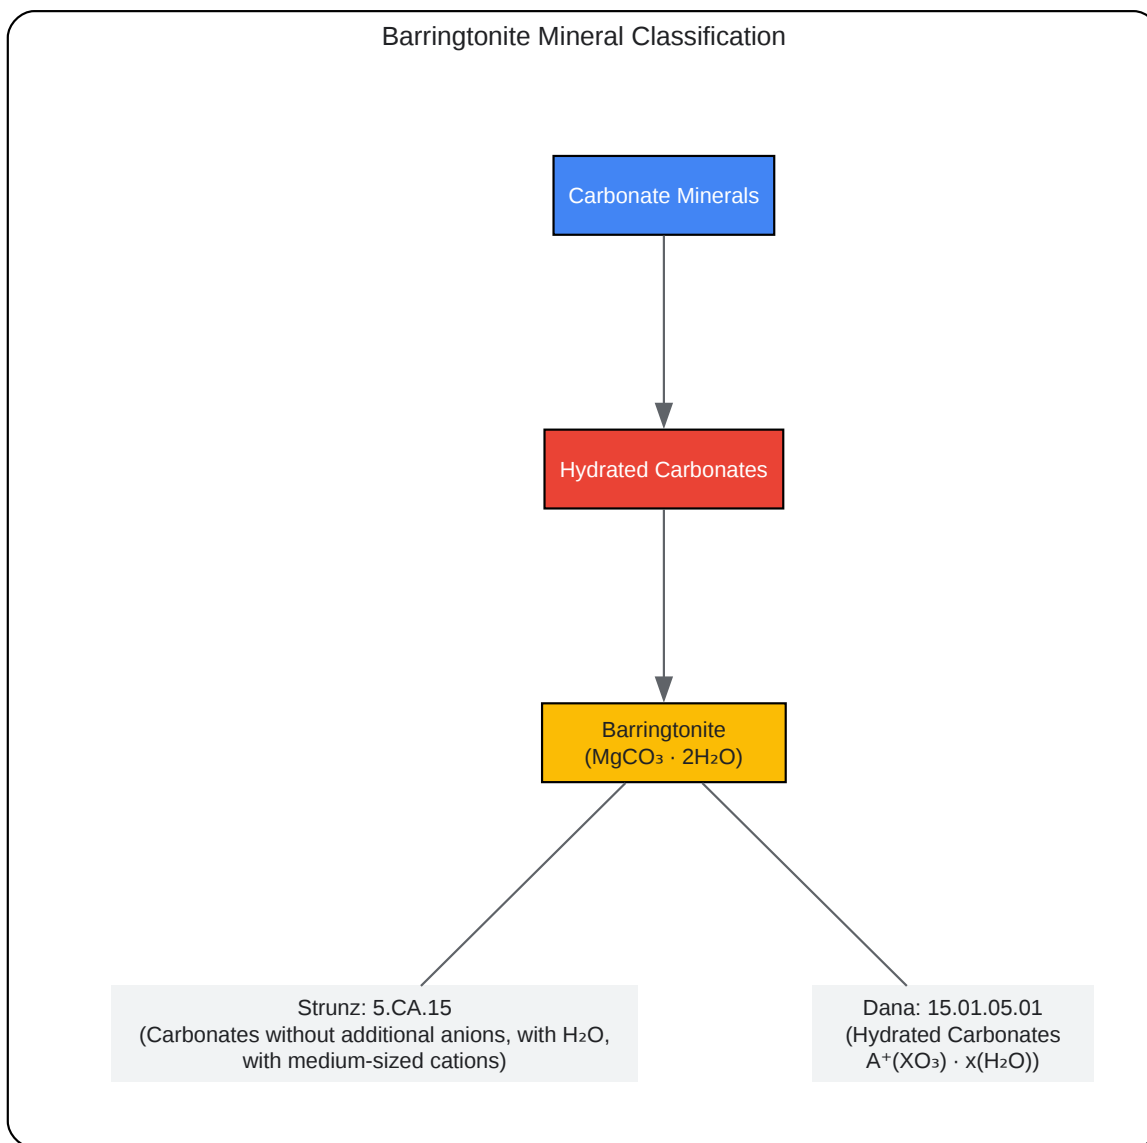 Barringtonite Mineral Classification
Carbonate Minerals
Hydrated Carbonates
Barringtonite
(MgCO₃ · 2H₂O)
Strunz: 5.CA.15
(Carbonates without additional anions, with H₂O,
with medium-sized cations)
Dana: 15.01.05.01
(Hydrated Carbonates
A⁺(XO₃) · x(H₂O))